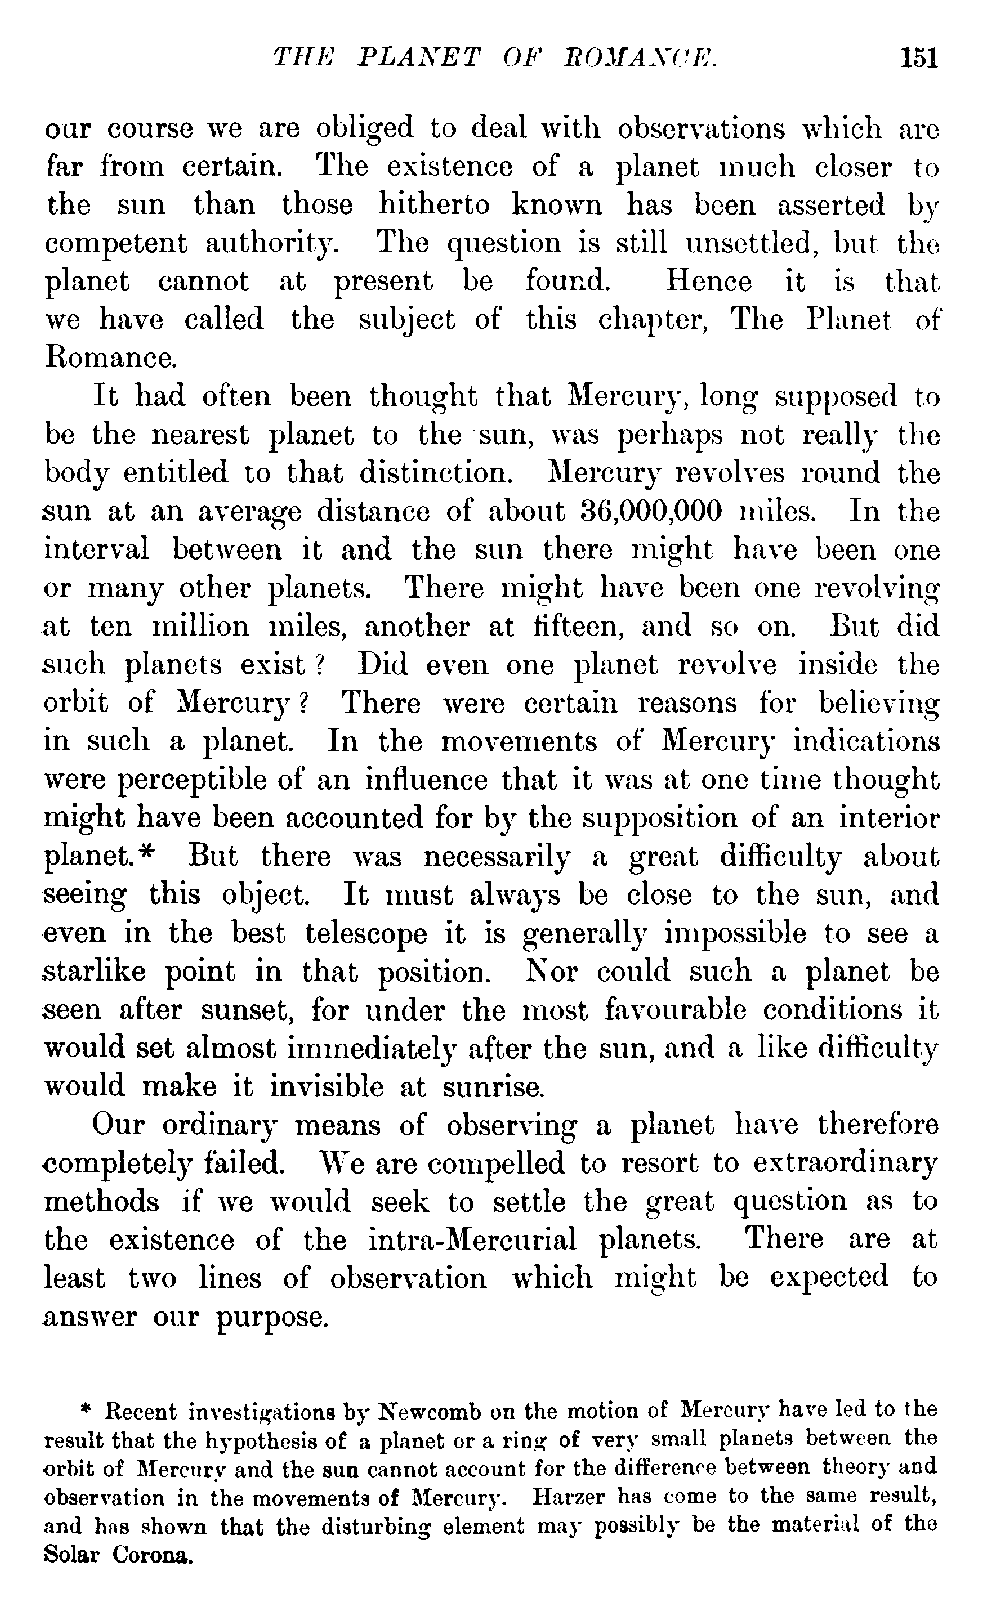 THE PLANET OF ROMANCE. 151
our course we are obliged to deal with observations which are
far from certain. The existence of a planet much closer to
the sun than those hitherto known has been asserted by
competent authority. The question is still unsettled, but the
planet cannot at present be found. Hence it is that
we have called the subject of this chapter, The Planet of
Romance.
It had often been thought that Mercury, long supposed to
be the nearest planet to the sun, was perhaps not really the
body entitled to that distinction. Mercury revolves round the
sun at an average distance of about 36,000,000 miles. In the
interval between it and the sun there might have been one
or many other planets. There might have been one revolving
at ten million miles, another at fifteen, and so on. But did
such planets exist? Did even one planet revolve inside the
orbit of Mercury? There were certain reasons for believing
in such a planet. In the movements of Mercury indications
were perceptible of an influence that it was at one time thought
might have been accounted for by the supposition of an interior
planet.* But there was necessarily a great difficulty about
seeing this object. It must always be close to the sun, and
even in the best telescope it is generally impossible to see a
starlike point in that position. Nor could such a planet be
seen after sunset, for under the most favourable conditions it
would set almost immediately after the sun, and a like difficulty
would make it invisible at sunrise.
Our ordinary means of observing a planet have therefore
completely failed. We are compelled to resort to extraordinary
methods if we would seek to settle the great question as to
the existence of the intra-Mercurial planets. There are at
least two lines of observation which might be expected to
answer our purpose.
* Recent investigations by Newcomb on the motion of Mercury have led to the
result that the hypothesis of a planet or a ring of very small planets between the
orbit of Mercury and the sun cannot account for the difference between theory and
observation in the movements of Mercury. Harzer has come to the same result,
and has shown that the disturbing element may possibly be the material of the
Solar Corona.